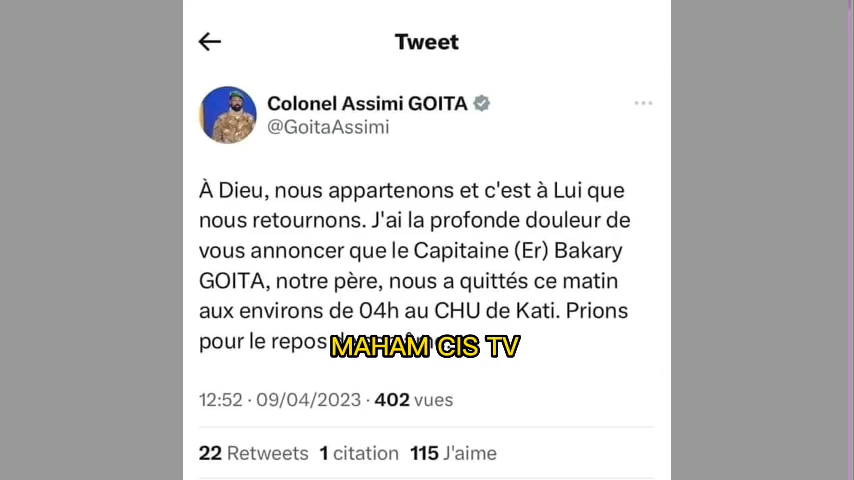 Tweet
Colonel Assimi GOITA
@GoitaAssimi
À Dieu, nous appartenons et c'est à Lui que
nous retournons. J'ai la profonde douleur de
vous annoncer que le Capitaine (Er) Bakary
GOITA, notre père, nous a quittés ce matin
aux environs de 04h au CHU de Kati. Prions
pour le repos
MAHAM CIS TV
12:52 · 09/04/2023 · 402 vues
22 Retweets 1 citation 115 J'aime